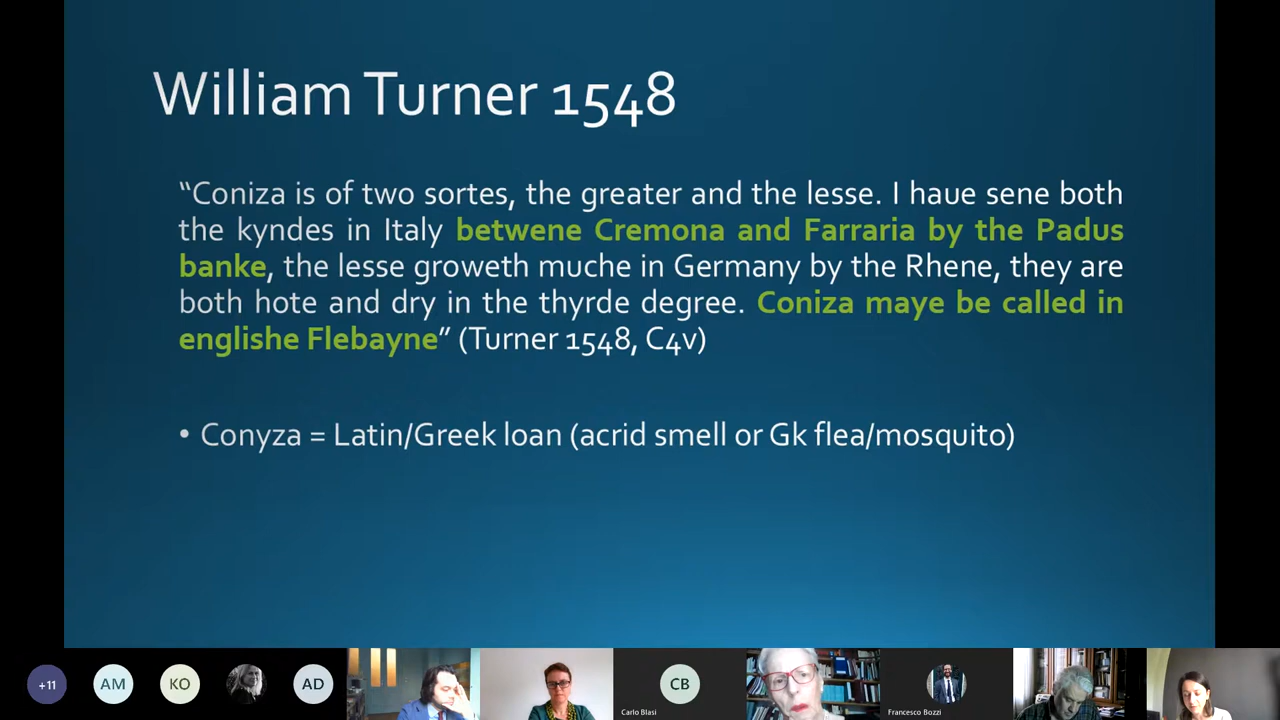 William Turner 1548
“Coniza is of two sortes, the greater and the lesse. I haue sene both
the kyndes in Italy betwene Cremona and Farraria by the Padus
banke, the lesse groweth muche in Germany by the Rhene, they are
both hote and dry in the thyrde degree. Coniza maye be called in
englishe Flebayne” (Turner 1548, C4v)
• Conyza = Latin/Greek loan (acrid smell or Gk flea/mosquito)
+11
AM
KO
AD
CB
Carlo Blasi
Francesco Bozzi